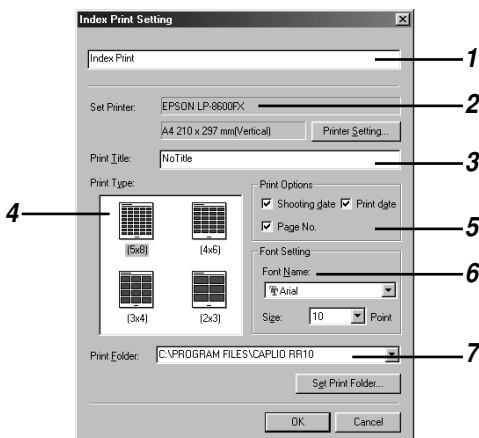 Index Print Setting
Index Print
1
Set Printer: EPSON LP-8600FX
2
A4 210 x 297 mm(Vertical) Printer Setting...
Print Title: NoTitle
3
Print Type:
Print Options
4
Shooting date Print date
Page No.
5
(5x8) (4x6)
Font Setting
Font Name:
6
Arial
(3x4) (2x3)
Size: 10 Point
Print Folder: C:\PROGRAM FILES\CAPLIO RR10
7
Set Print Folder...
OK Cancel